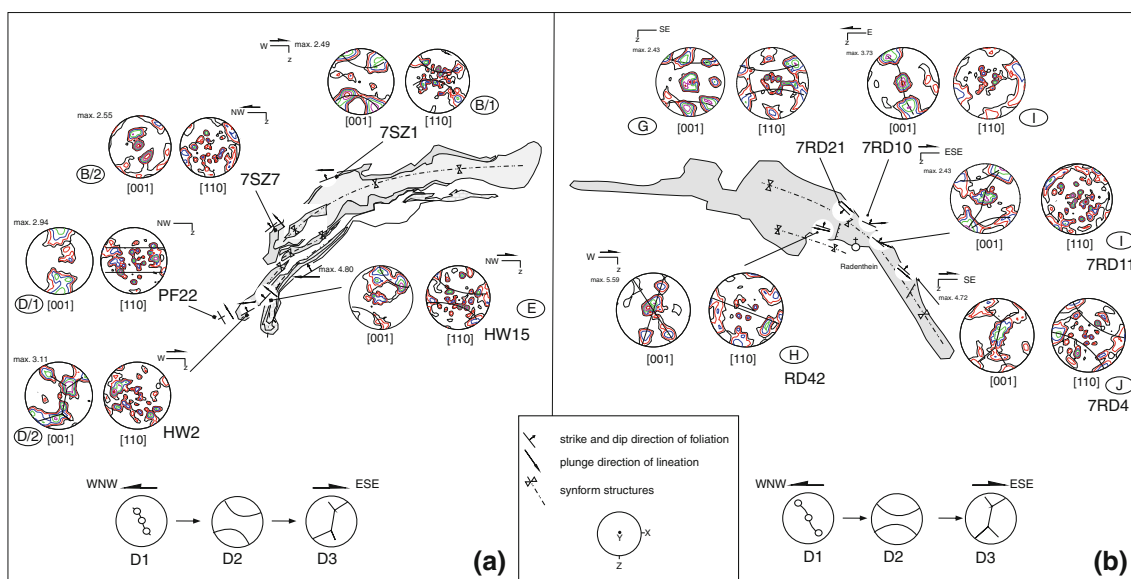 W
z
max. 2.49
B/1
[001]
[110]
7SZ1
NW
z
max. 2.55
B/2
[001]
[110]
7SZ7
max. 2.94
NW
z
D/1
[001]
[110]
PF22
max. 4.80
NW
z
E
[001]
[110]
HW15
max. 3.11
W
z
D/2
[001]
[110]
HW2
WNW
ESE
D1
D2
D3
(a)
SE
z
max. 2.43
G
[001]
[110]
7RD21
E
z
max. 3.73
I
[001]
[110]
7RD10
ESE
z
max. 2.43
I
[001]
[110]
7RD11
Radenthein
W
z
max. 5.59
H
[001]
[110]
RD42
SE
z
max. 4.72
J
[001]
[110]
7RD4
strike and dip direction of foliation
plunge direction of lineation
synform structures
Y
X
Z
WNW
ESE
D1
D2
D3
(b)